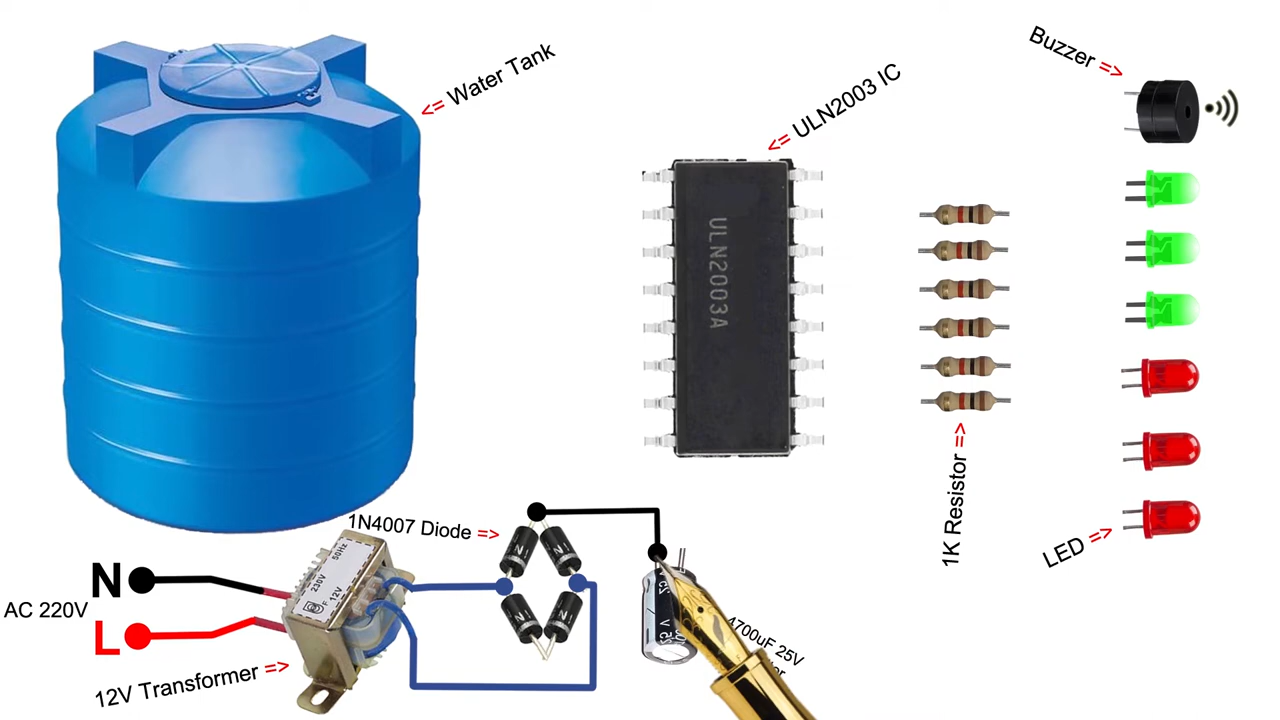 Buzzer =>
<= Water Tank
<= ULN2003 IC
ULN2003A
1K Resistor =>
LED =>
1N4007 Diode =>
N
AC 220V
L
12V Transformer =>
230V 50Hz
12V
4700uF 25V